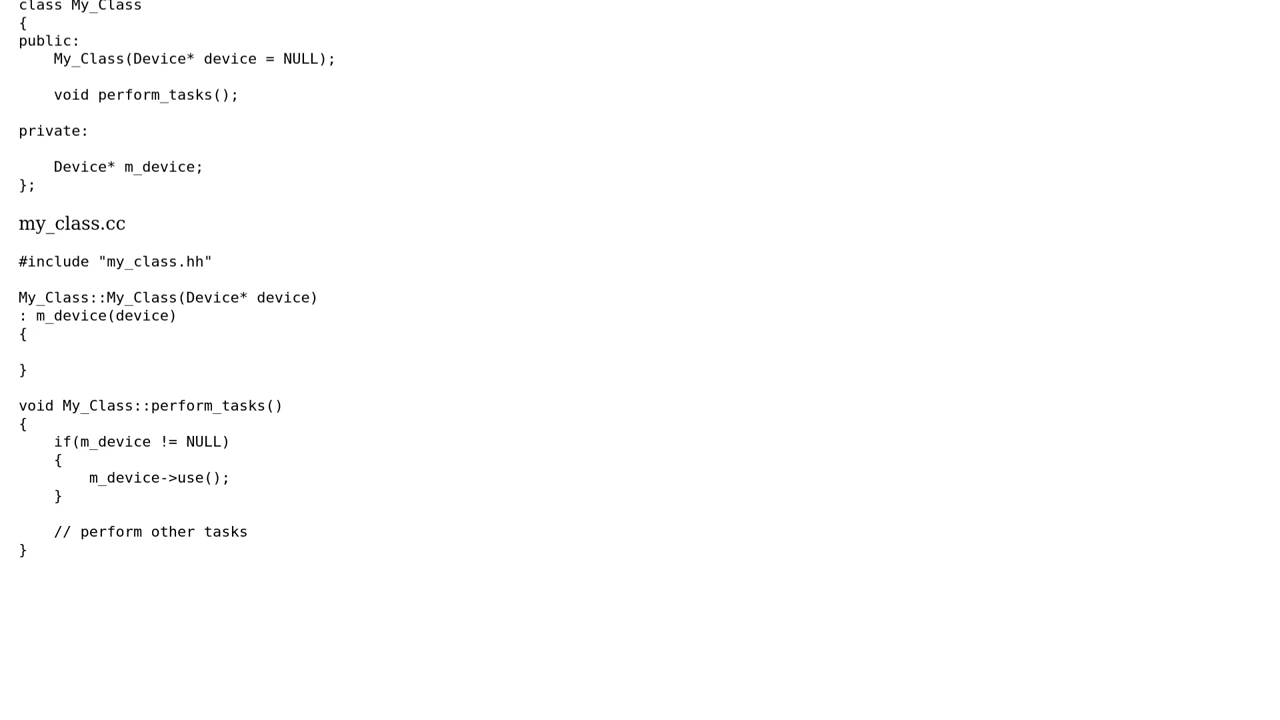 class My_Class
{
public:
    My_Class(Device* device = NULL);

    void perform_tasks();

private:

    Device* m_device;
};

my_class.cc

#include "my_class.hh"

My_Class::My_Class(Device* device)
: m_device(device)
{

}

void My_Class::perform_tasks()
{
    if(m_device != NULL)
    {
        m_device->use();
    }

    // perform other tasks
}